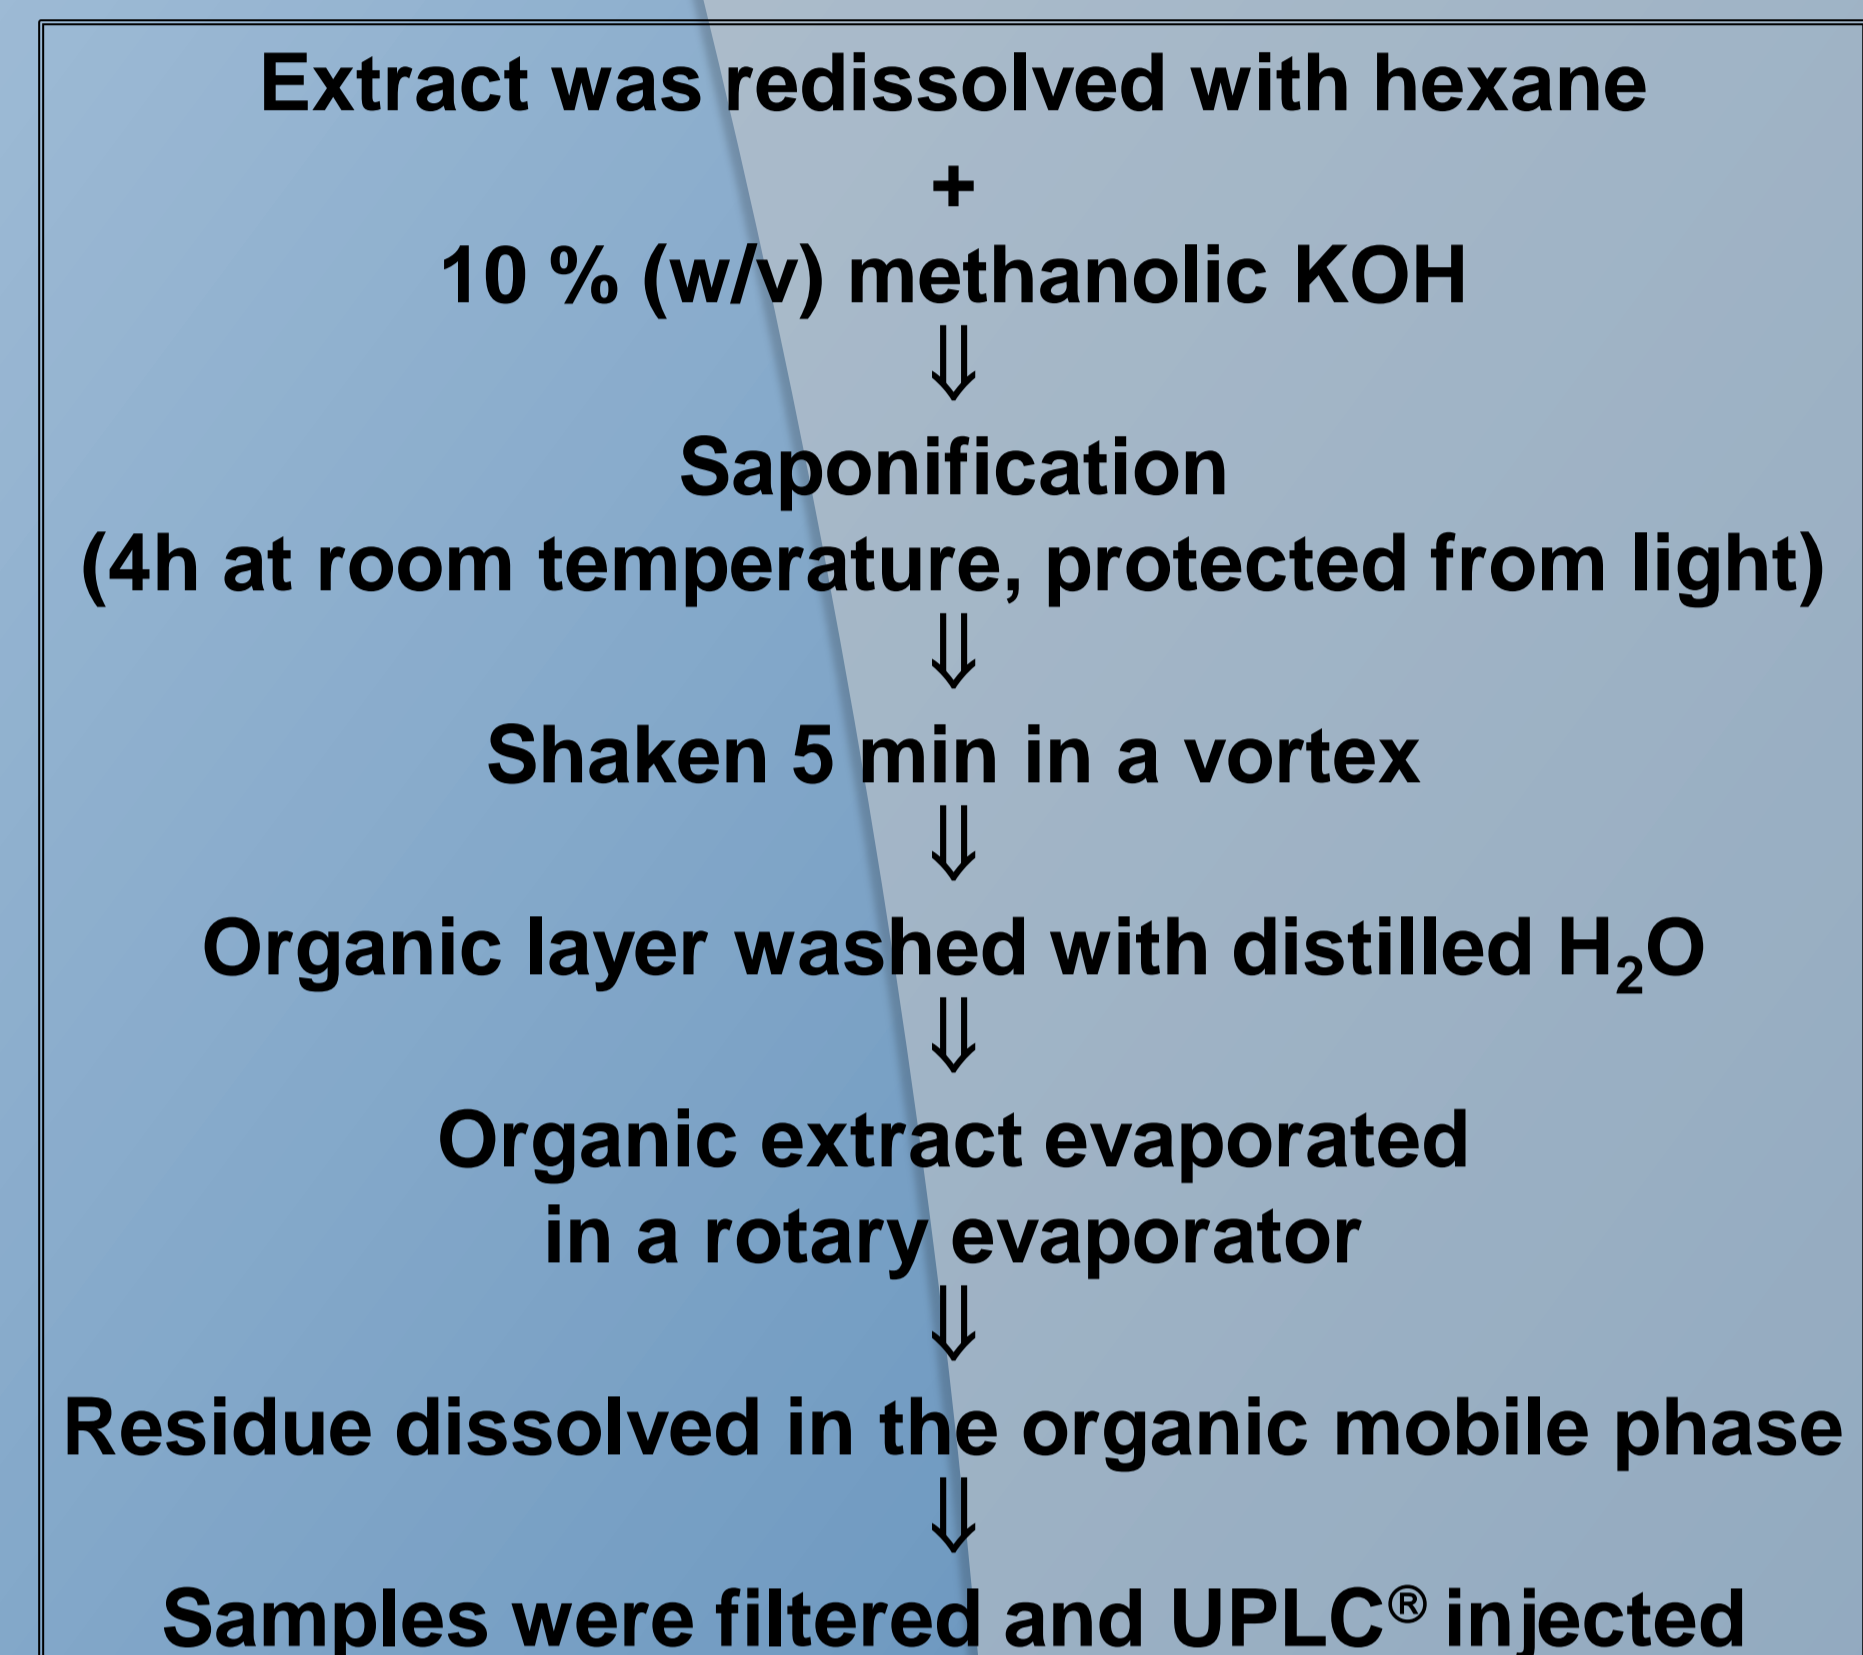 Extract was redissolved with hexane
+
10 % (w/v) methanolic KOH
⇓
Saponification
(4h at room temperature, protected from light)
⇓
Shaken 5 min in a vortex
⇓
Organic layer washed with distilled H₂O
⇓
Organic extract evaporated
in a rotary evaporator
⇓
Residue dissolved in the organic mobile phase
⇓
Samples were filtered and UPLC® injected